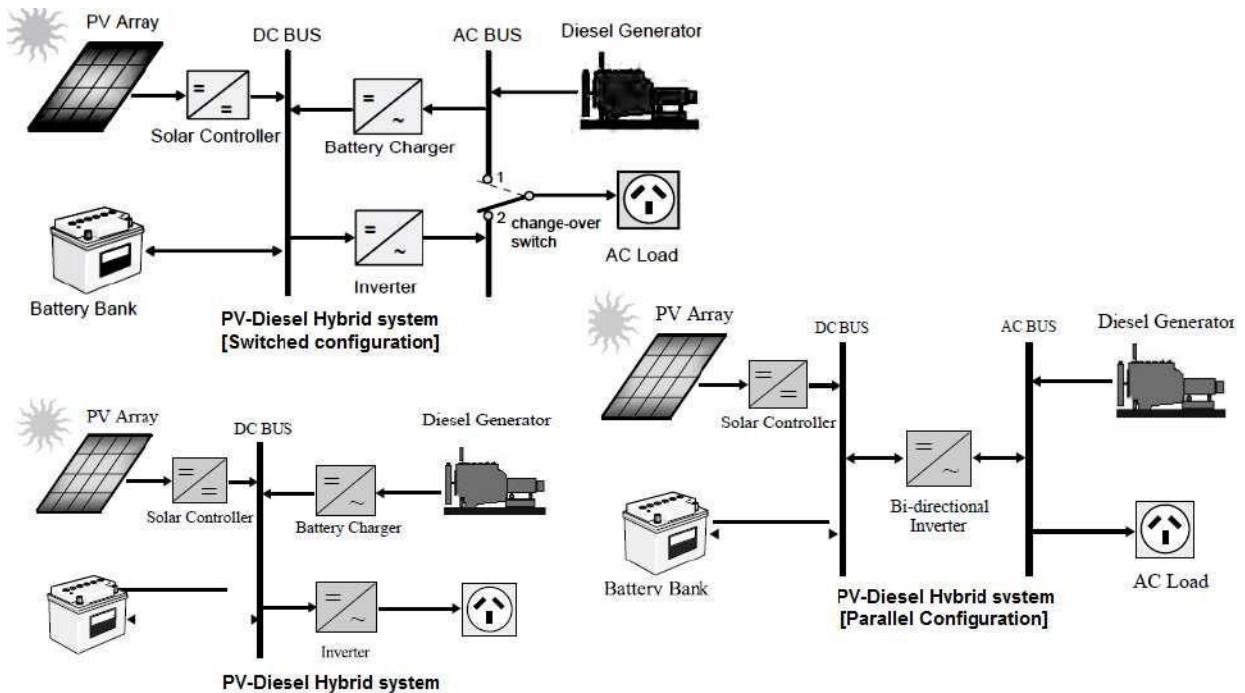 PV Array
DC BUS
AC BUS
Diesel Generator
Solar Controller
Battery Charger
1
2
change-over
switch
AC Load
Battery Bank
Inverter
PV-Diesel Hybrid system
[Switched configuration]
PV Array
DC BUS
AC BUS
Diesel Generator
Solar Controller
Bi-directional
Inverter
Battery Bank
AC Load
PV-Diesel Hybrid system
[Parallel Configuration]
PV Array
DC BUS
Diesel Generator
Solar Controller
Battery Charger
Inverter
PV-Diesel Hybrid system